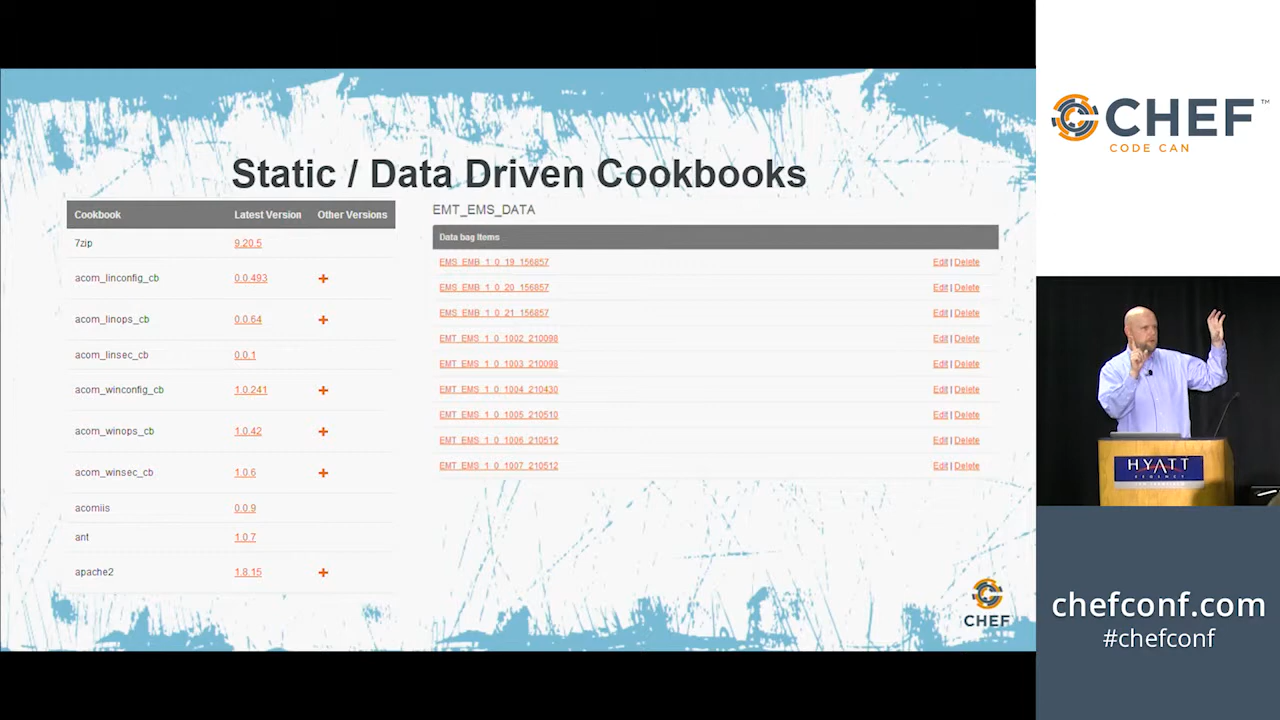 Static / Data Driven Cookbooks
Cookbook Latest Version Other Versions
7zip 9.20.5
acom_linconfig_cb 0.0.493 +
acom_linops_cb 0.0.64 +
acom_linsec_cb 0.0.1
acom_winconfig_cb 1.0.241 +
acom_winops_cb 1.0.42 +
acom_winsec_cb 1.0.6 +
acomiis 0.0.9
ant 1.0.7
apache2 1.8.15 +
EMT_EMS_DATA
Data bag Items
EMS_EMB_1_0_19_156857 Edit | Delete
EMS_EMB_1_0_20_156857 Edit | Delete
EMS_EMB_1_0_21_156857 Edit | Delete
EMT_EMS_1_0_1002_210098 Edit | Delete
EMT_EMS_1_0_1003_210098 Edit | Delete
EMT_EMS_1_0_1004_210430 Edit | Delete
EMT_EMS_1_0_1005_210510 Edit | Delete
EMT_EMS_1_0_1006_210512 Edit | Delete
EMT_EMS_1_0_1007_210512 Edit | Delete
CHEF
CHEF™
CODE CAN
HYATT
REGENCY
chefconf.com
#chefconf